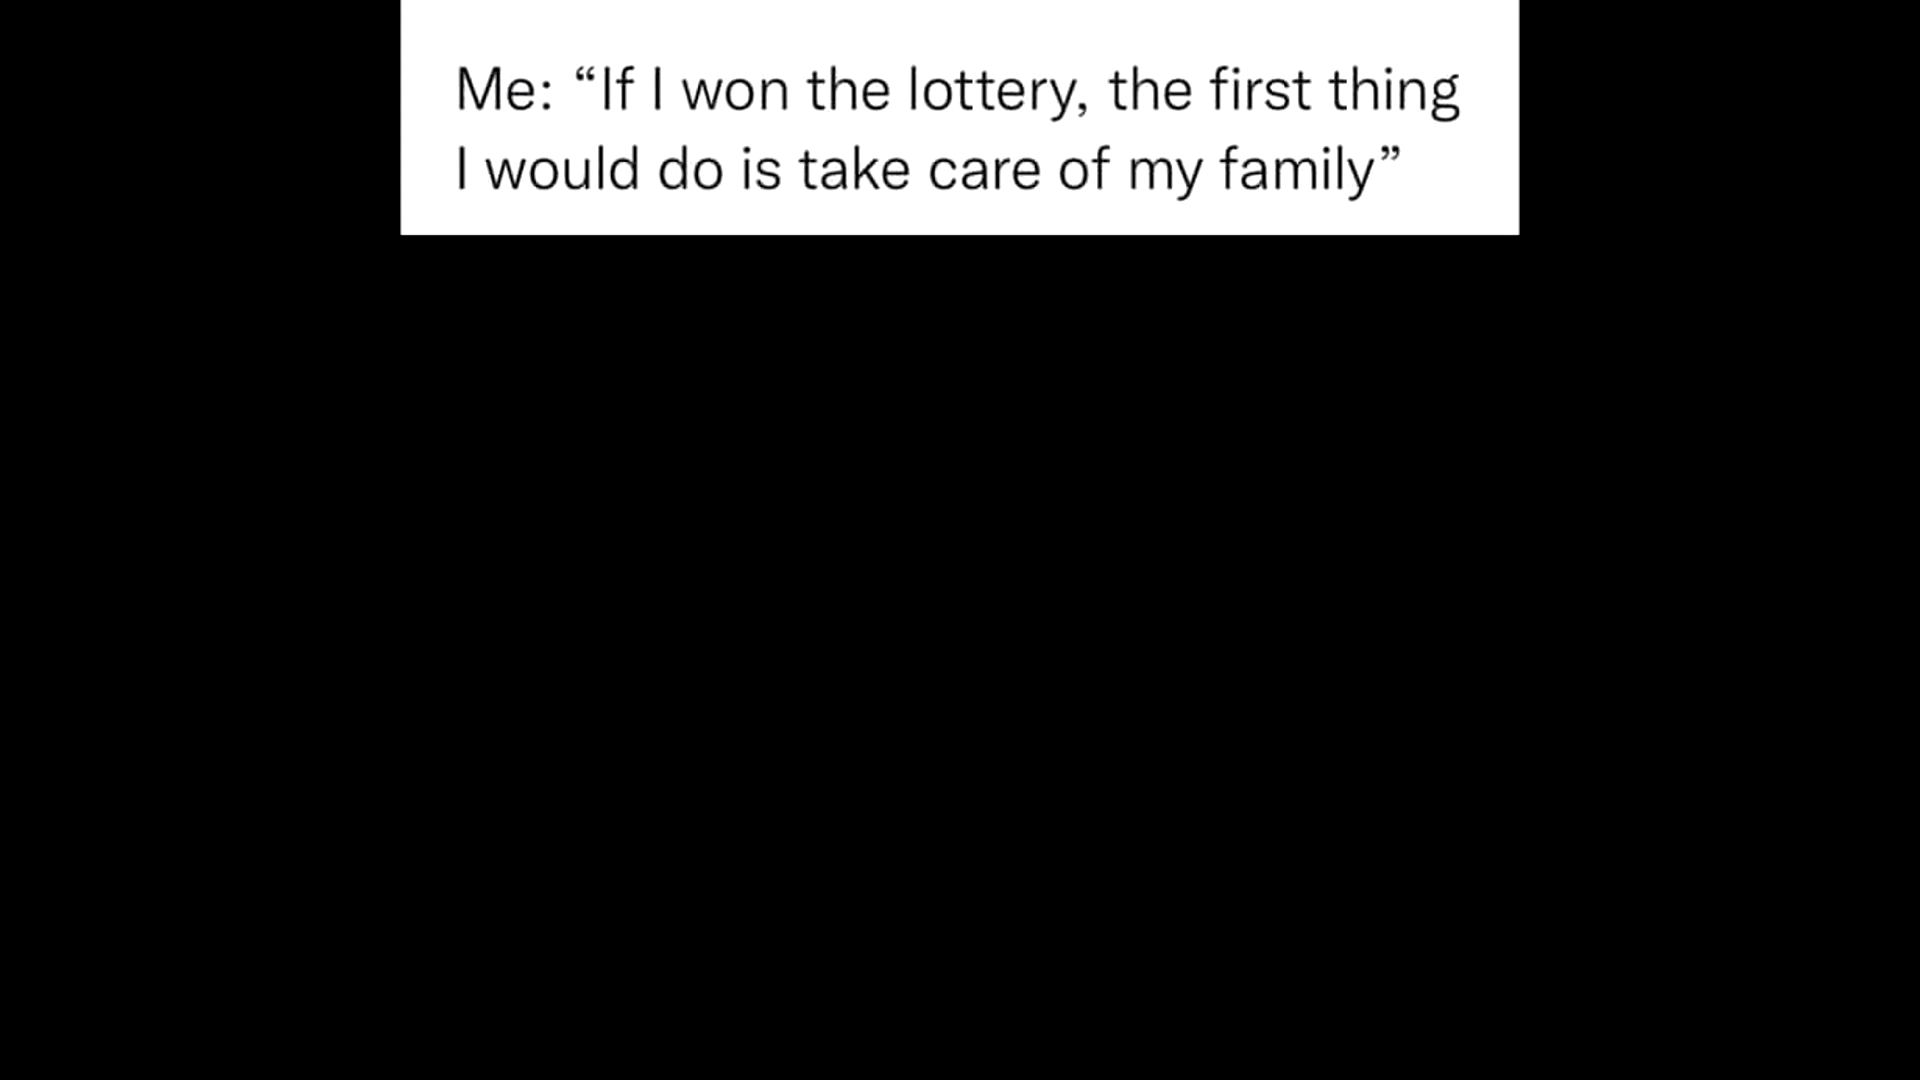 Me: “If I won the lottery, the first thing
I would do is take care of my family”